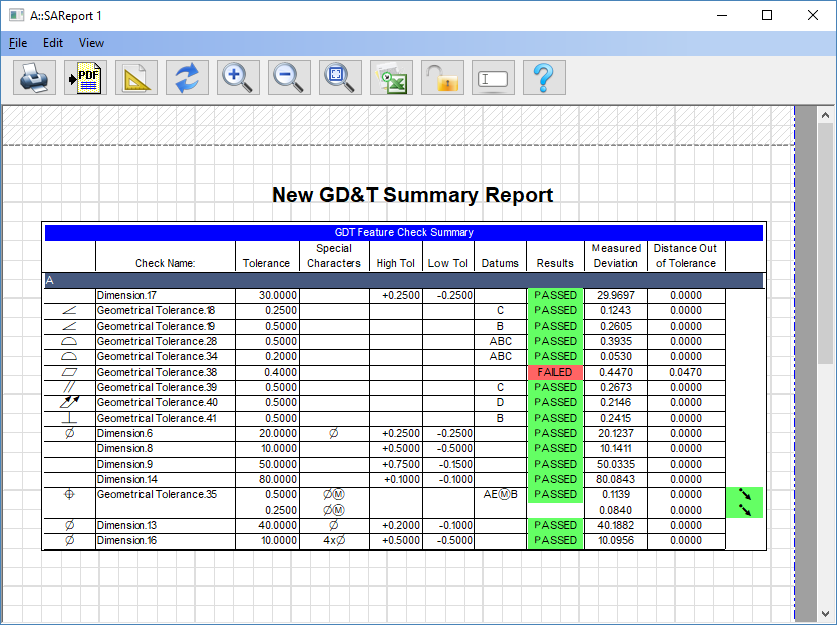 A::SAReport 1
File Edit View
PDF
New GD&T Summary Report
GDT Feature Check Summary
Check Name: Tolerance Special Characters High Tol Low Tol Datums Results Measured Deviation Distance Out of Tolerance
A
Dimension.17 30.0000 +0.2500 -0.2500 PASSED 29.9697 0.0000
∠ Geometrical Tolerance.18 0.2500 C PASSED 0.1243 0.0000
∠ Geometrical Tolerance.19 0.5000 B PASSED 0.2605 0.0000
⌓ Geometrical Tolerance.28 0.5000 ABC PASSED 0.3935 0.0000
⌓ Geometrical Tolerance.34 0.2000 ABC PASSED 0.0530 0.0000
▱ Geometrical Tolerance.38 0.4000 FAILED 0.4470 0.0470
// Geometrical Tolerance.39 0.5000 C PASSED 0.2673 0.0000
⌰ Geometrical Tolerance.40 0.5000 D PASSED 0.2146 0.0000
⊥ Geometrical Tolerance.41 0.5000 B PASSED 0.2415 0.0000
∅ Dimension.6 20.0000 ∅ +0.2500 -0.2500 PASSED 20.1237 0.0000
Dimension.8 10.0000 +0.5000 -0.5000 PASSED 10.1411 0.0000
Dimension.9 50.0000 +0.7500 -0.1500 PASSED 50.0335 0.0000
Dimension.14 80.0000 +0.1000 -0.1000 PASSED 80.0843 0.0000
⌖ Geometrical Tolerance.35 0.5000 ∅Ⓜ AEⓂB PASSED 0.1139 0.0000
0.2500 ∅Ⓜ 0.0840 0.0000
∅ Dimension.13 40.0000 ∅ +0.2000 -0.1000 PASSED 40.1882 0.0000
∅ Dimension.16 10.0000 4x∅ +0.5000 -0.5000 PASSED 10.0956 0.0000